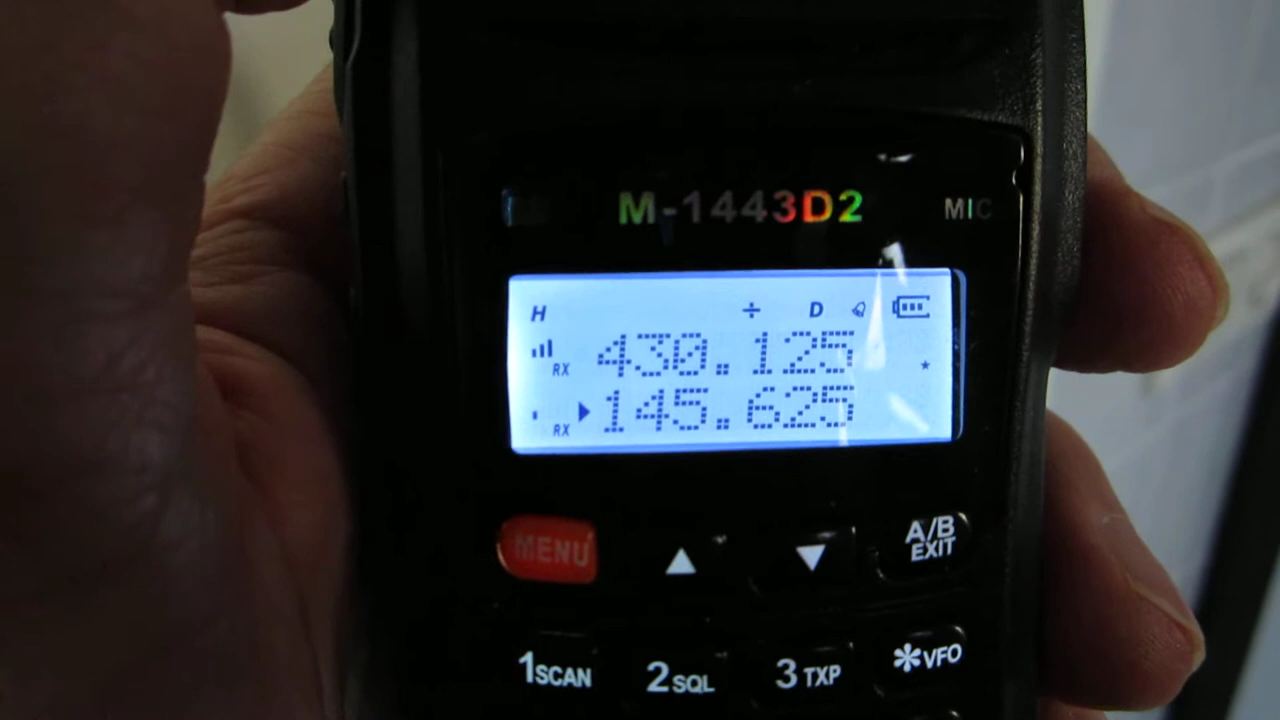 M-1443D2 MIC
H ÷ D
RX 430.125 ★
RX ▶145.625
MENU ▲ ▼ A/B EXIT
1SCAN 2SQL 3TXP *VFO